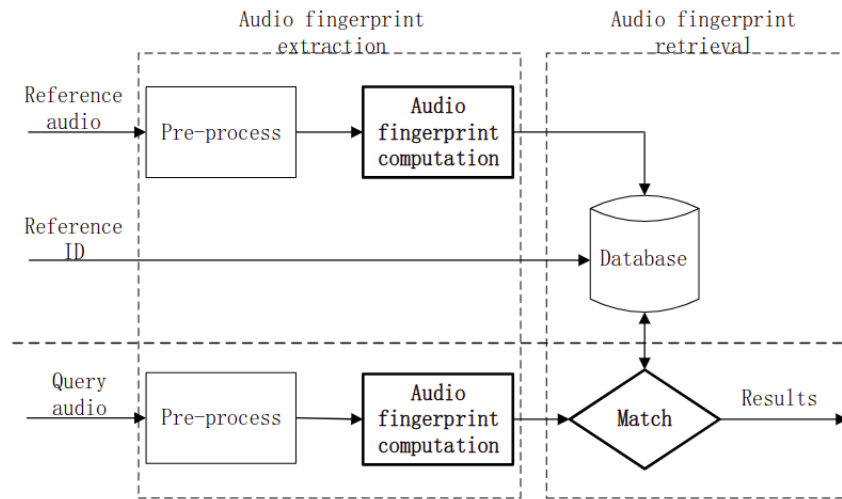 Audio fingerprint
extraction
Audio fingerprint
retrieval
Reference
audio
Pre-process
Audio
fingerprint
computation
Reference
ID
Database
Query
audio
Pre-process
Audio
fingerprint
computation
Match
Results